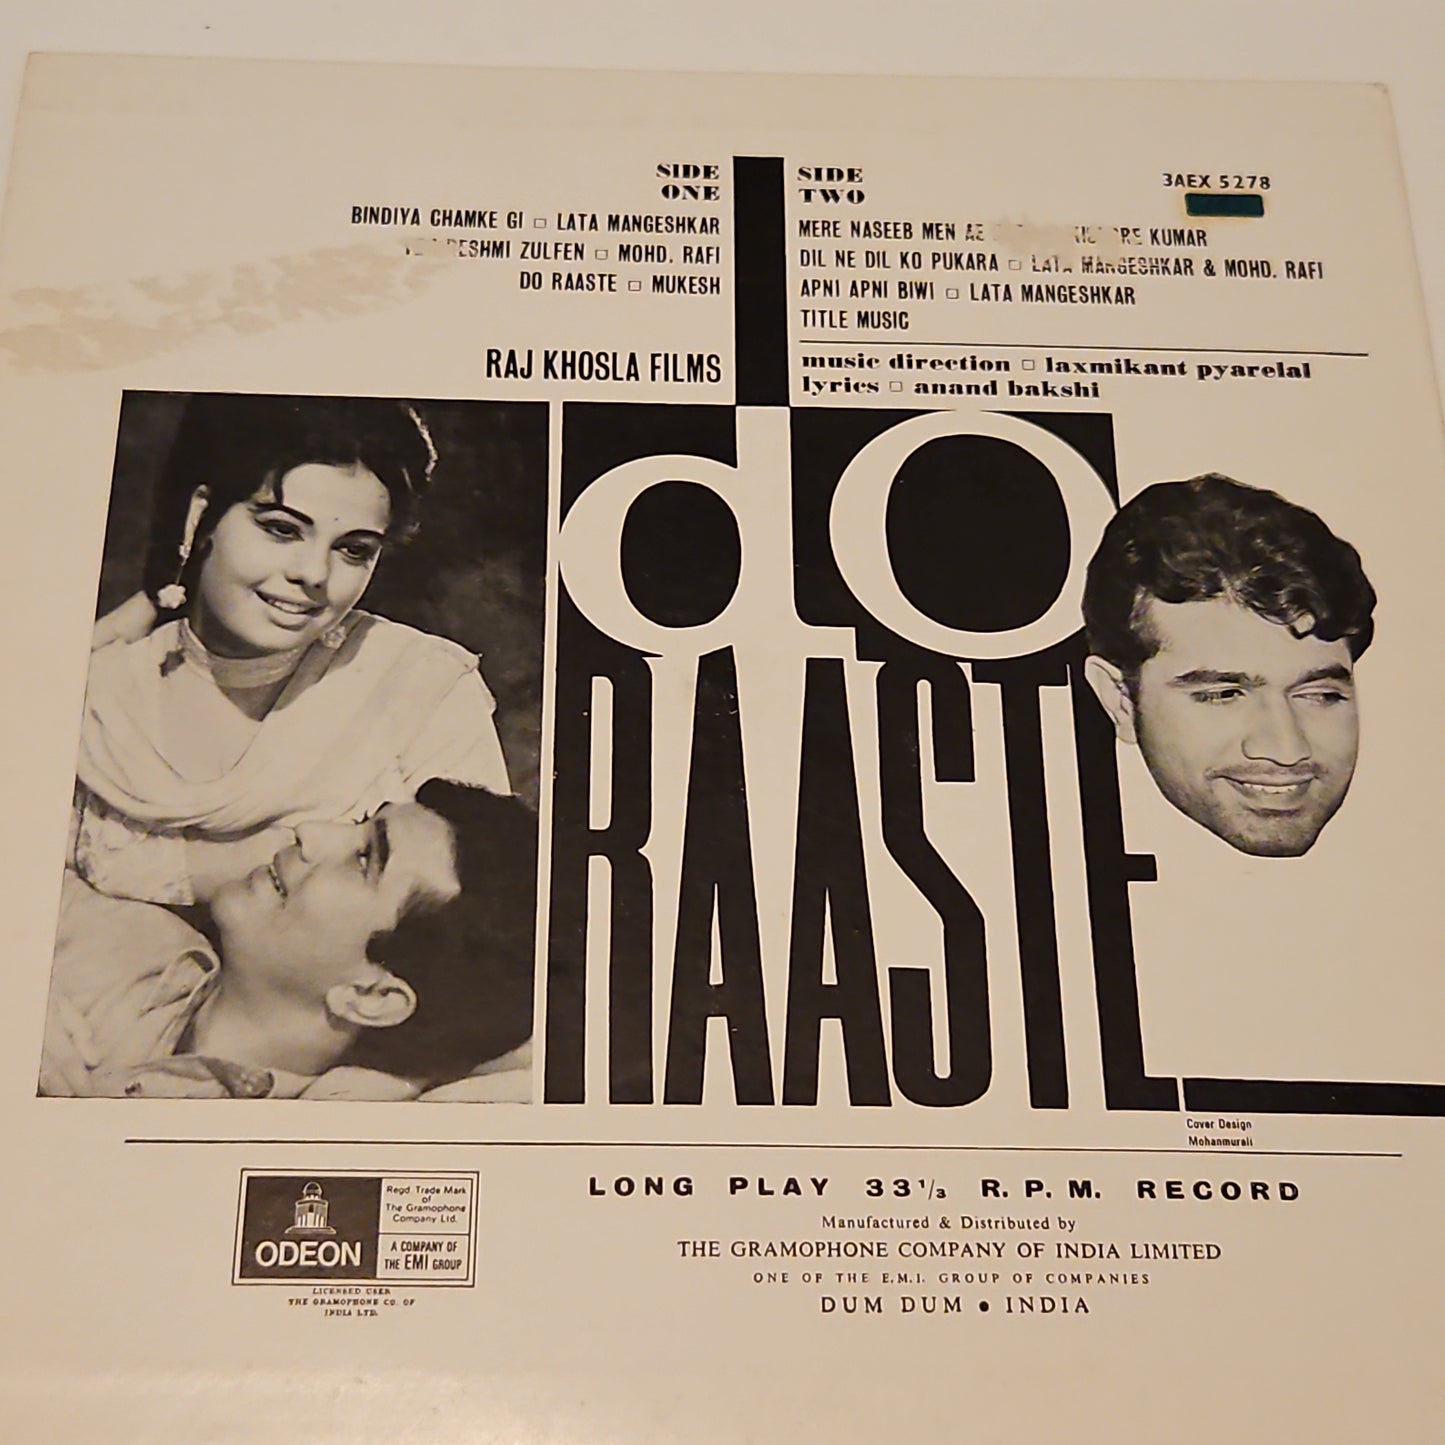 SIDE
ONE
BINDIYA CHAMKE GI □ LATA MANGESHKAR
ZULFEN □ MOHD. RAFI
DO RAASTE □ MUKESH
RAJ KHOSLA FILMS
SIDE
TWO
3AEX 5278
MERE NASEEB MEN KUMAR
DIL NE DIL KO PUKARA □ LATA MANGESHKAR & MOHD. RAFI
APNI APNI BIWI □ LATA MANGESHKAR
TITLE MUSIC
music direction □ laxmikant pyarelal
lyrics □ anand bakshi
do
RAASTE
Cover Design
Mohanmurali
ODEON
Regd. Trade Mark
of
The Gramophone
Company Ltd.
A COMPANY OF
THE EMI GROUP
LICENSED USER
THE GRAMOPHONE CO. OF
INDIA LTD.
LONG PLAY 33⅓ R. P. M. RECORD
Manufactured & Distributed by
THE GRAMOPHONE COMPANY OF INDIA LIMITED
ONE OF THE E.M.I. GROUP OF COMPANIES
DUM DUM ● INDIA